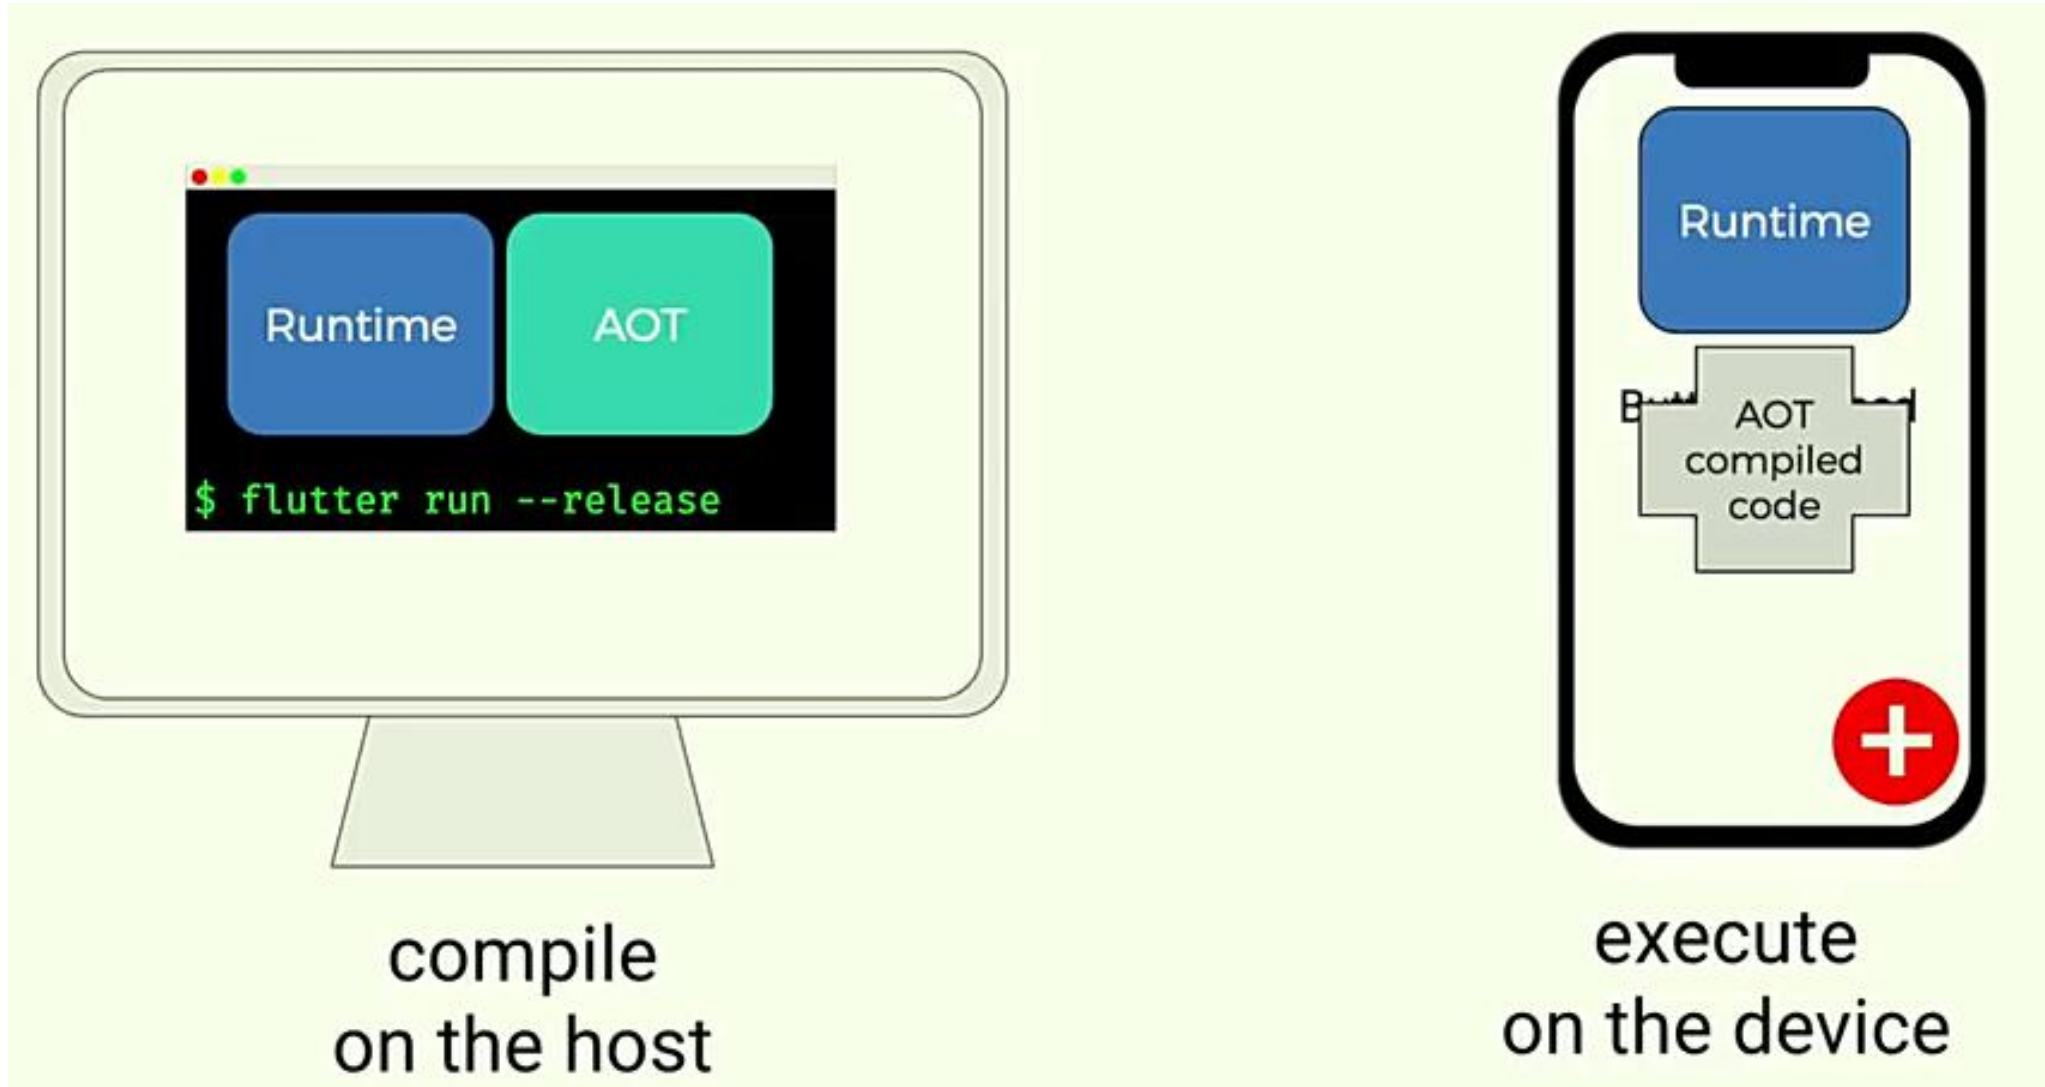 Runtime
AOT
$ flutter run --release
compile
on the host
Runtime
AOT
compiled
code
execute
on the device